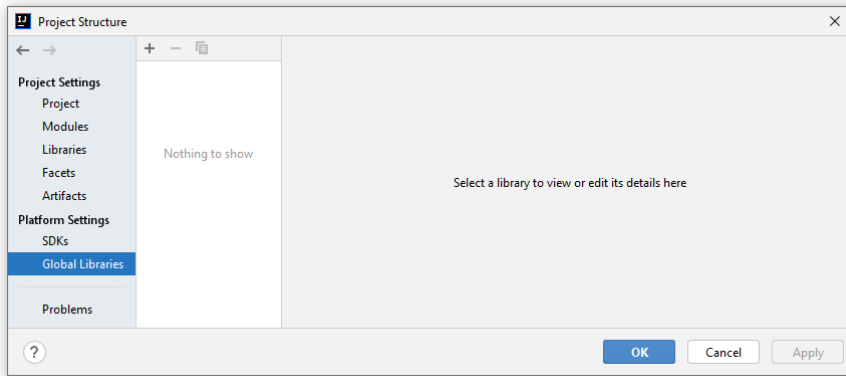 Project Structure
Project Settings
Project
Modules
Libraries
Facets
Artifacts
Platform Settings
SDKs
Global Libraries
Problems
Nothing to show
Select a library to view or edit its details here
?
OK
Cancel
Apply